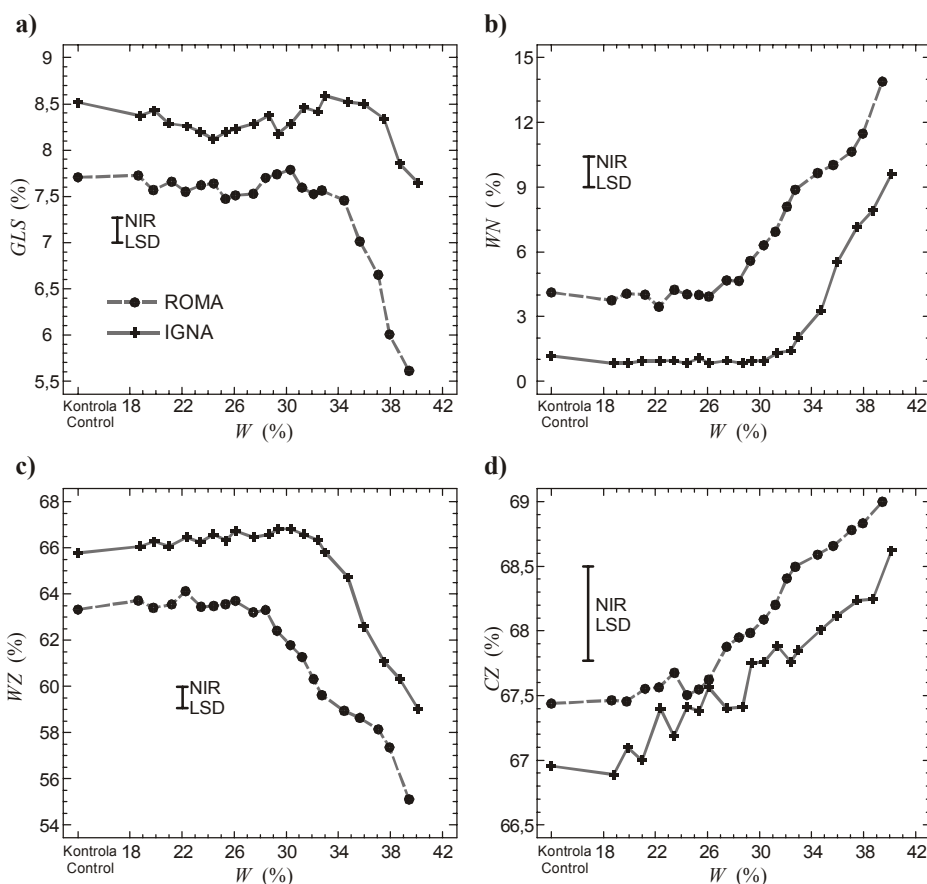 a)
9
8,5
8
7,5
7
6,5
6
5,5
GLS (%)
NIR
LSD
ROMA
IGNA
Kontrola
Control
18 22 26 30 34 38 42
W (%)
b)
15
12
9
6
3
0
WN (%)
NIR
LSD
Kontrola
Control
18 22 26 30 34 38 42
W (%)
c)
68
66
64
62
60
58
56
54
WZ (%)
NIR
LSD
Kontrola
Control
18 22 26 30 34 38 42
W (%)
d)
69
68,5
68
67,5
67
66,5
CZ (%)
NIR
LSD
Kontrola
Control
18 22 26 30 34 38 42
W (%)